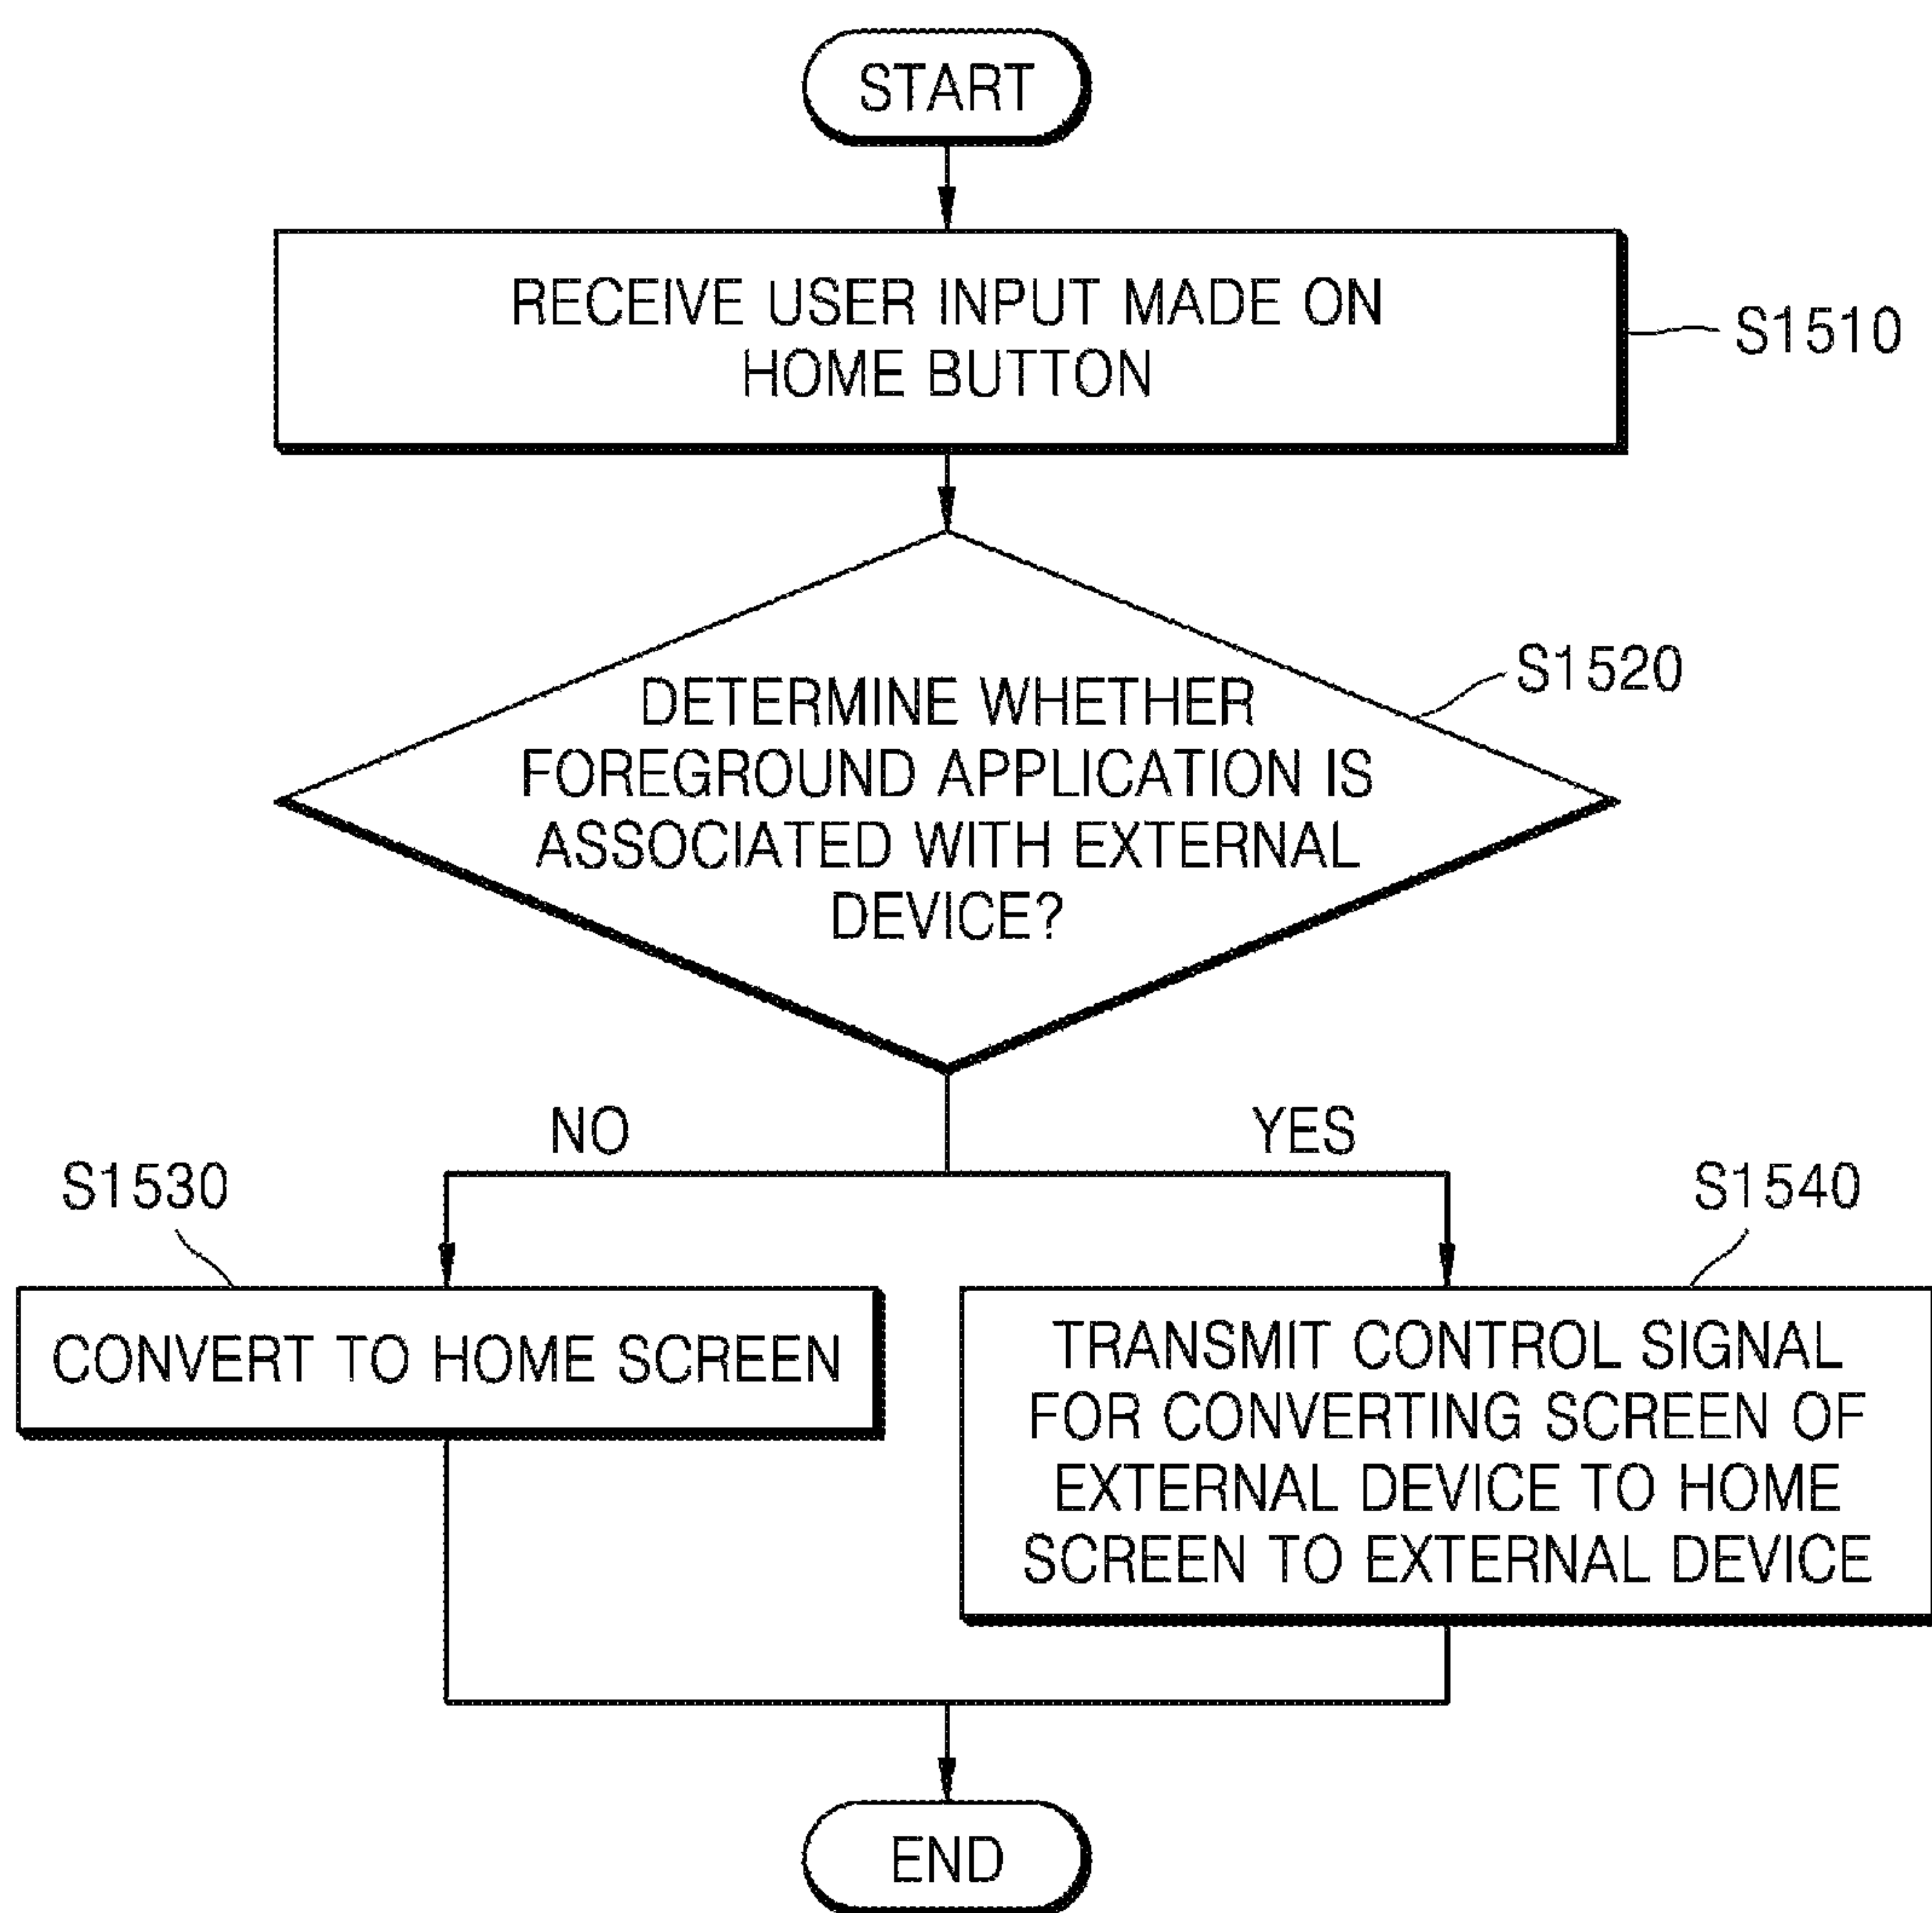 START
RECEIVE USER INPUT MADE ON
HOME BUTTON
S1510
DETERMINE WHETHER
FOREGROUND APPLICATION IS
ASSOCIATED WITH EXTERNAL
DEVICE?
S1520
NO
YES
S1530
S1540
CONVERT TO HOME SCREEN
TRANSMIT CONTROL SIGNAL
FOR CONVERTING SCREEN OF
EXTERNAL DEVICE TO HOME
SCREEN TO EXTERNAL DEVICE
END